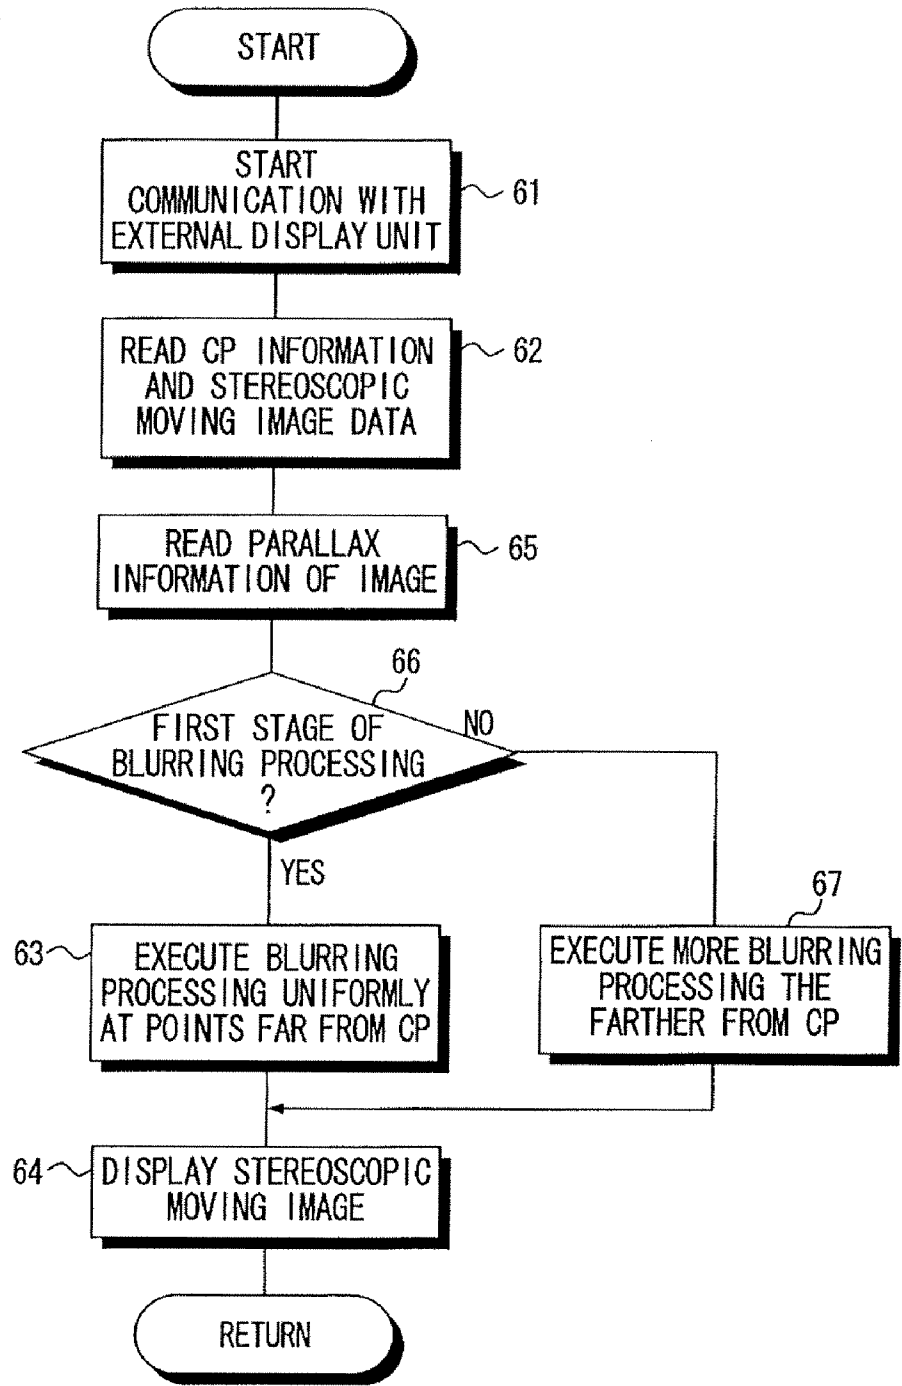 START
START
COMMUNICATION WITH
EXTERNAL DISPLAY UNIT
61
READ CP INFORMATION
AND STEREOSCOPIC
MOVING IMAGE DATA
62
READ PARALLAX
INFORMATION OF IMAGE
65
66
FIRST STAGE OF
BLURRING PROCESSING
?
NO
YES
63
EXECUTE BLURRING
PROCESSING UNIFORMLY
AT POINTS FAR FROM CP
67
EXECUTE MORE BLURRING
PROCESSING THE
FARTHER FROM CP
64
DISPLAY STEREOSCOPIC
MOVING IMAGE
RETURN